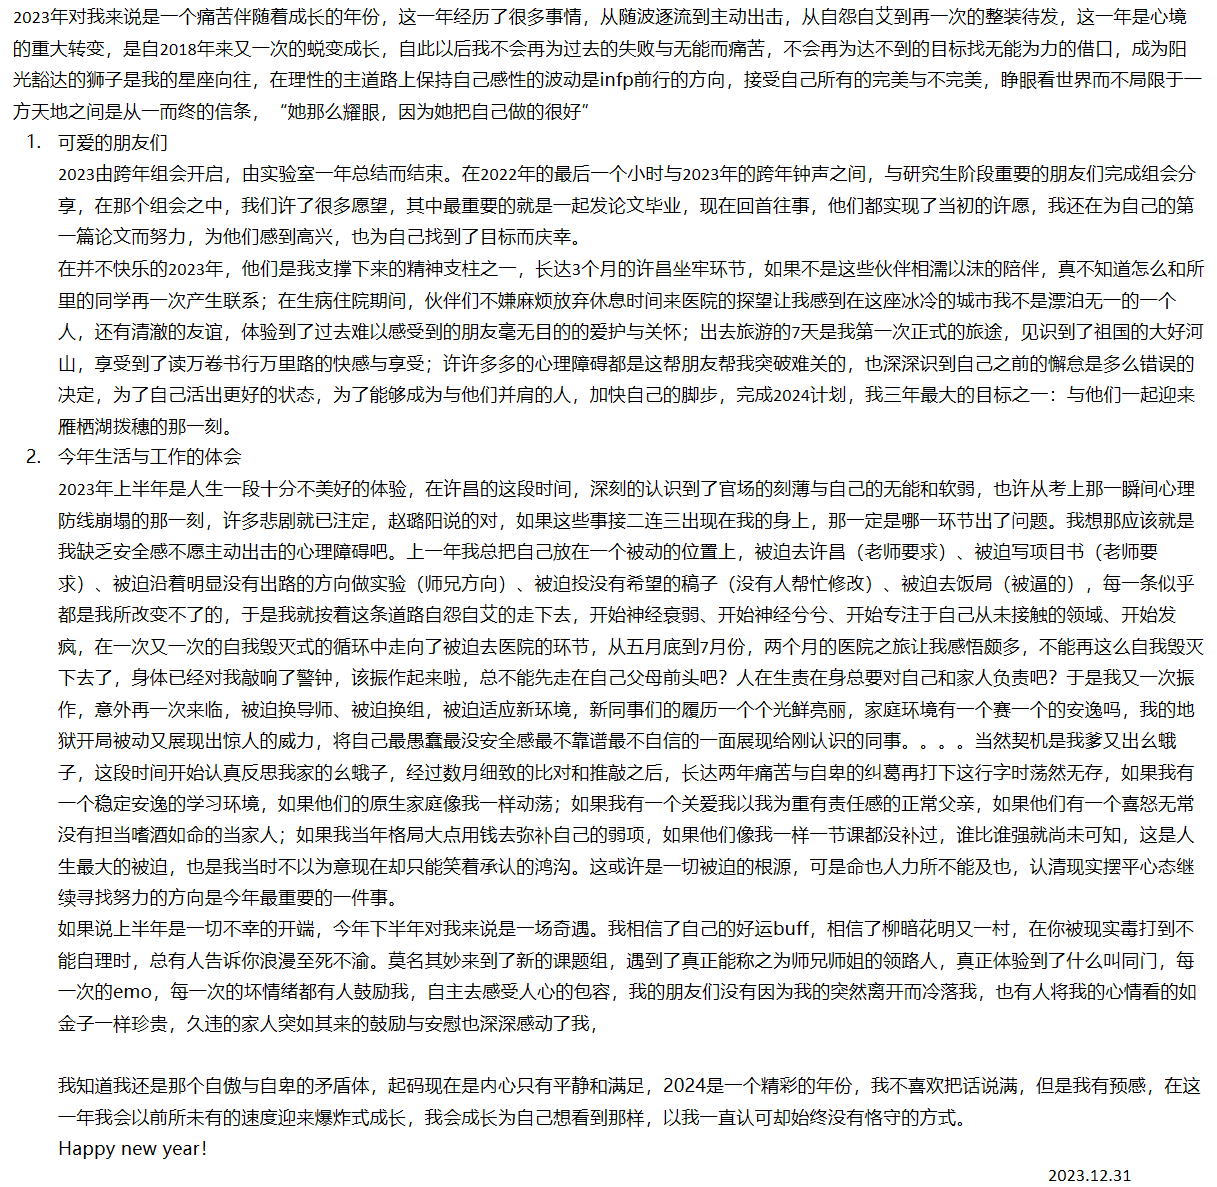 2023年对我来说是一个痛苦伴随着成长的年份，这一年经历了很多事情，从随波逐流到主动出击，从自怨自艾到再一次的整装待发，这一年是心境
的重大转变，是自2018年来又一次的蜕变成长，自此以后我不会再为过去的失败与无能而痛苦，不会再为达不到的目标找无能为力的借口，成为阳
光豁达的狮子是我的星座向往，在理性的主道路上保持自己感性的波动是infp前行的方向，接受自己所有的完美与不完美，睁眼看世界而不局限于一
方天地之间是从一而终的信条，“她那么耀眼，因为她把自己做的很好”
1. 可爱的朋友们
2023由跨年组会开启，由实验室一年总结而结束。在2022年的最后一个小时与2023年的跨年钟声之间，与研究生阶段重要的朋友们完成组会分
享，在那个组会之中，我们许了很多愿望，其中最重要的就是一起发论文毕业，现在回首往事，他们都实现了当初的许愿，我还在为自己的第
一篇论文而努力，为他们感到高兴，也为自己找到了目标而庆幸。
在并不快乐的2023年，他们是我支撑下来的精神支柱之一，长达3个月的许昌坐牢环节，如果不是这些伙伴相濡以沫的陪伴，真不知道怎么和所
里的同学再一次产生联系；在生病住院期间，伙伴们不嫌麻烦放弃休息时间来医院的探望让我感到在这座冰冷的城市我不是漂泊无一的一个
人，还有清澈的友谊，体验到了过去难以感受到的朋友毫无目的的爱护与关怀；出去旅游的7天是我第一次正式的旅途，见识到了祖国的大好河
山，享受到了读万卷书行万里路的快感与享受；许许多多的心理障碍都是这帮朋友帮我突破难关的，也深深识到自己之前的懈怠是多么错误的
决定，为了自己活出更好的状态，为了能够成为与他们并肩的人，加快自己的脚步，完成2024计划，我三年最大的目标之一：与他们一起迎来
雁栖湖拨穗的那一刻。
2. 今年生活与工作的体会
2023年上半年是人生一段十分不美好的体验，在许昌的这段时间，深刻的认识到了官场的刻薄与自己的无能和软弱，也许从考上那一瞬间心理
防线崩塌的那一刻，许多悲剧就已注定，赵璐阳说的对，如果这些事接二连三出现在我的身上，那一定是哪一环节出了问题。我想那应该就是
我缺乏安全感不愿主动出击的心理障碍吧。上一年我总把自己放在一个被动的位置上，被迫去许昌（老师要求）、被迫写项目书（老师要
求）、被迫沿着明显没有出路的方向做实验（师兄方向）、被迫投没有希望的稿子（没有人帮忙修改）、被迫去饭局（被逼的），每一条似乎
都是我所改变不了的，于是我就按着这条道路自怨自艾的走下去，开始神经衰弱、开始神经兮兮、开始专注于自己从未接触的领域、开始发
疯，在一次又一次的自我毁灭式的循环中走向了被迫去医院的环节，从五月底到7月份，两个月的医院之旅让我感悟颇多，不能再这么自我毁灭
下去了，身体已经对我敲响了警钟，该振作起来啦，总不能先走在自己父母前头吧？人在生责在身总要对自己和家人负责吧？于是我又一次振
作，意外再一次来临，被迫换导师、被迫换组，被迫适应新环境，新同事们的履历一个个光鲜亮丽，家庭环境有一个赛一个的安逸吗，我的地
狱开局被动又展现出惊人的威力，将自己最愚蠢最没安全感最不靠谱最不自信的一面展现给刚认识的同事。。。。当然契机是我爹又出幺蛾
子，这段时间开始认真反思我家的幺蛾子，经过数月细致的比对和推敲之后，长达两年痛苦与自卑的纠葛再打下这行字时荡然无存，如果我有
一个稳定安逸的学习环境，如果他们的原生家庭像我一样动荡；如果我有一个关爱我以我为重有责任感的正常父亲，如果他们有一个喜怒无常
没有担当嗜酒如命的当家人；如果我当年格局大点用钱去弥补自己的弱项，如果他们像我一样一节课都没补过，谁比谁强就尚未可知，这是人
生最大的被迫，也是我当时不以为意现在却只能笑着承认的鸿沟。这或许是一切被迫的根源，可是命也人力所不能及也，认清现实摆平心态继
续寻找努力的方向是今年最重要的一件事。
如果说上半年是一切不幸的开端，今年下半年对我来说是一场奇遇。我相信了自己的好运buff，相信了柳暗花明又一村，在你被现实毒打到不
能自理时，总有人告诉你浪漫至死不渝。莫名其妙来到了新的课题组，遇到了真正能称之为师兄师姐的领路人，真正体验到了什么叫同门，每
一次的emo，每一次的坏情绪都有人鼓励我，自主去感受人心的包容，我的朋友们没有因为我的突然离开而冷落我，也有人将我的心情看的如
金子一样珍贵，久违的家人突如其来的鼓励与安慰也深深感动了我，
我知道我还是那个自傲与自卑的矛盾体，起码现在是内心只有平静和满足，2024是一个精彩的年份，我不喜欢把话说满，但是我有预感，在这
一年我会以前所未有的速度迎来爆炸式成长，我会成长为自己想看到那样，以我一直认可却始终没有恪守的方式。
Happy new year！
2023.12.31